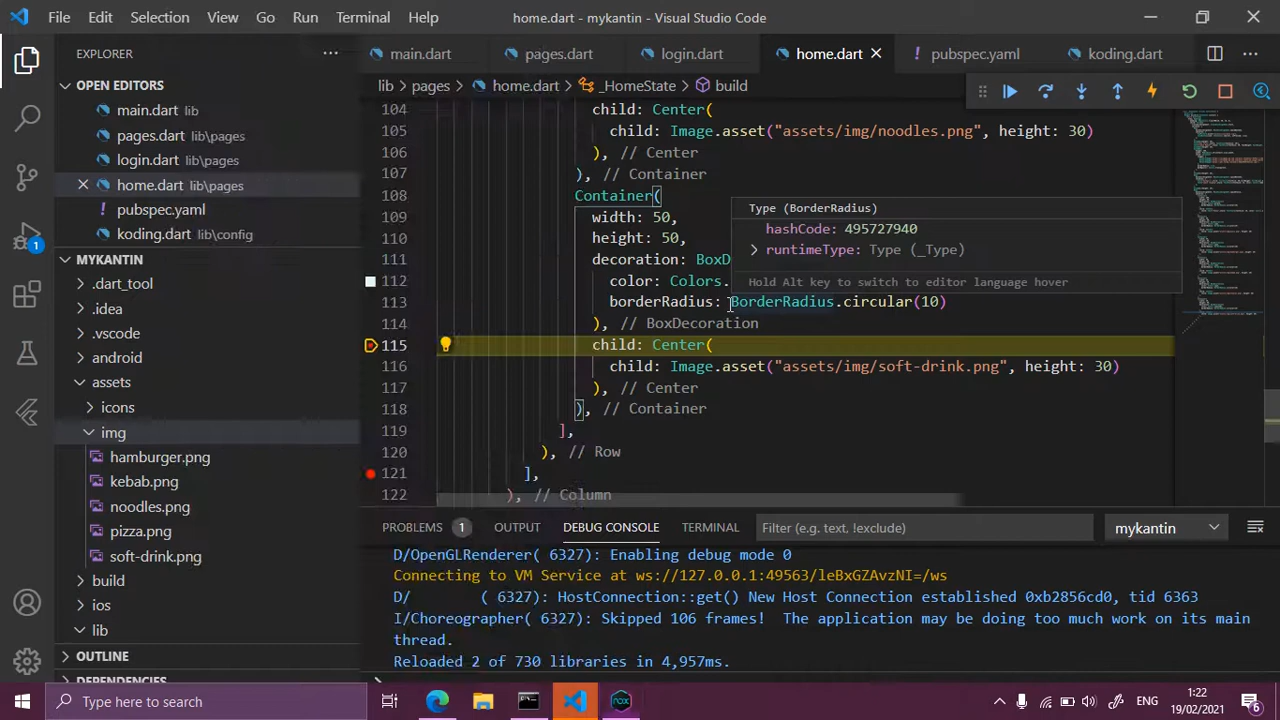 File Edit Selection View Go Run Terminal Help home.dart - mykantin - Visual Studio Code
EXPLORER
OPEN EDITORS
main.dart lib
pages.dart lib\pages
login.dart lib\pages
home.dart lib\pages
pubspec.yaml
koding.dart lib\config
MYKANTIN
.dart_tool
.idea
.vscode
android
assets
icons
img
hamburger.png
kebab.png
noodles.png
pizza.png
soft-drink.png
build
ios
lib
OUTLINE
DEPENDENCIES
1
main.dart pages.dart login.dart home.dart pubspec.yaml koding.dart
lib pages home.dart _HomeState build
104 child: Center(
105 child: Image.asset("assets/img/noodles.png", height: 30)
106 ), // Center
107 ), // Container
108 Container(
109 width: 50,
110 height: 50,
111 decoration: BoxD
112 color: Colors.
113 borderRadius: BorderRadius.circular(10)
114 ), // BoxDecoration
115 child: Center(
116 child: Image.asset("assets/img/soft-drink.png", height: 30)
117 ), // Center
118 ), // Container
119 ],
120 ), // Row
121 ],
122 ), // Column
Type (BorderRadius)
hashCode: 495727940
runtimeType: Type (_Type)
Hold Alt key to switch to editor language hover
PROBLEMS 1 OUTPUT DEBUG CONSOLE TERMINAL Filter (e.g. text, !exclude) mykantin
D/OpenGLRenderer( 6327): Enabling debug mode 0
Connecting to VM Service at ws://127.0.0.1:49563/leBxGZAvzNI=/ws
D/ ( 6327): HostConnection::get() New Host Connection established 0xb2856cd0, tid 6363
I/Choreographer( 6327): Skipped 106 frames! The application may be doing too much work on its main
thread.
Reloaded 2 of 730 libraries in 4,957ms.
Type here to search
nox
ENG
1:22
19/02/2021
6